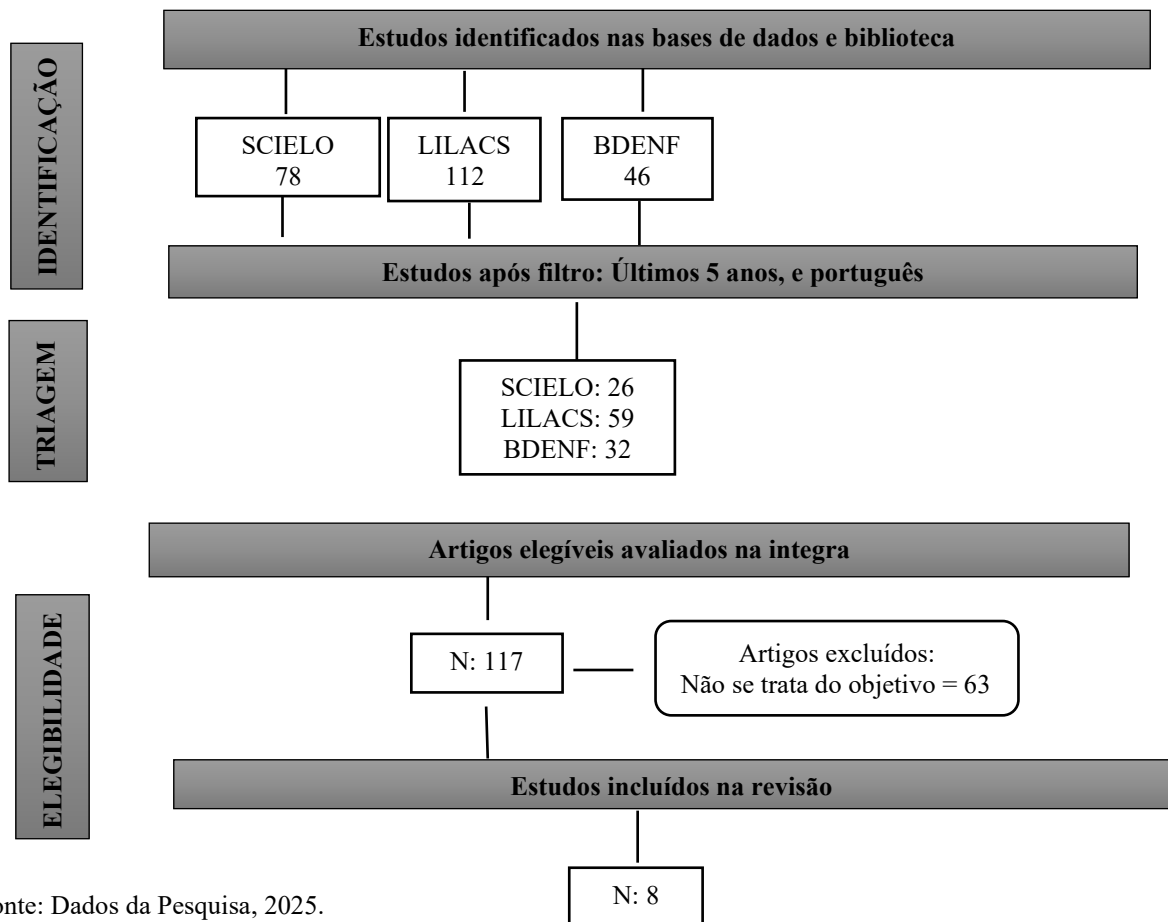 Estudos identificados nas bases de dados e biblioteca
IDENTIFICAÇÃO
SCIELO
78
LILACS
112
BDENF
46
Estudos após filtro: Últimos 5 anos, e português
TRIAGEM
SCIELO: 26
LILACS: 59
BDENF: 32
Artigos elegíveis avaliados na integra
ELEGIBILIDADE
N: 117
Artigos excluídos:
Não se trata do objetivo = 63
Estudos incluídos na revisão
N: 8
onte: Dados da Pesquisa, 2025.